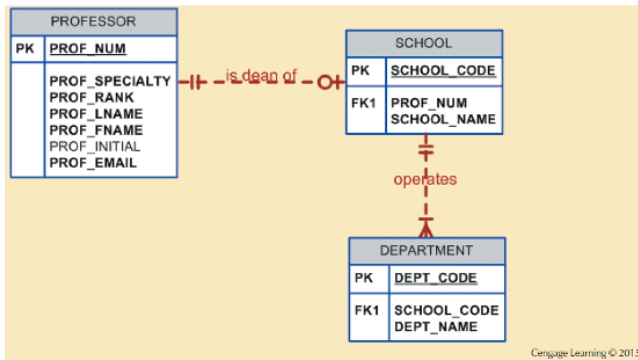 PROFESSOR
PK PROF_NUM
PROF_SPECIALTY
PROF_RANK
PROF_LNAME
PROF_FNAME
PROF_INITIAL
PROF_EMAIL
is dean of
SCHOOL
PK SCHOOL_CODE
FK1 PROF_NUM
SCHOOL_NAME
operates
DEPARTMENT
PK DEPT_CODE
FK1 SCHOOL_CODE
DEPT_NAME
Cengage Learning © 2015